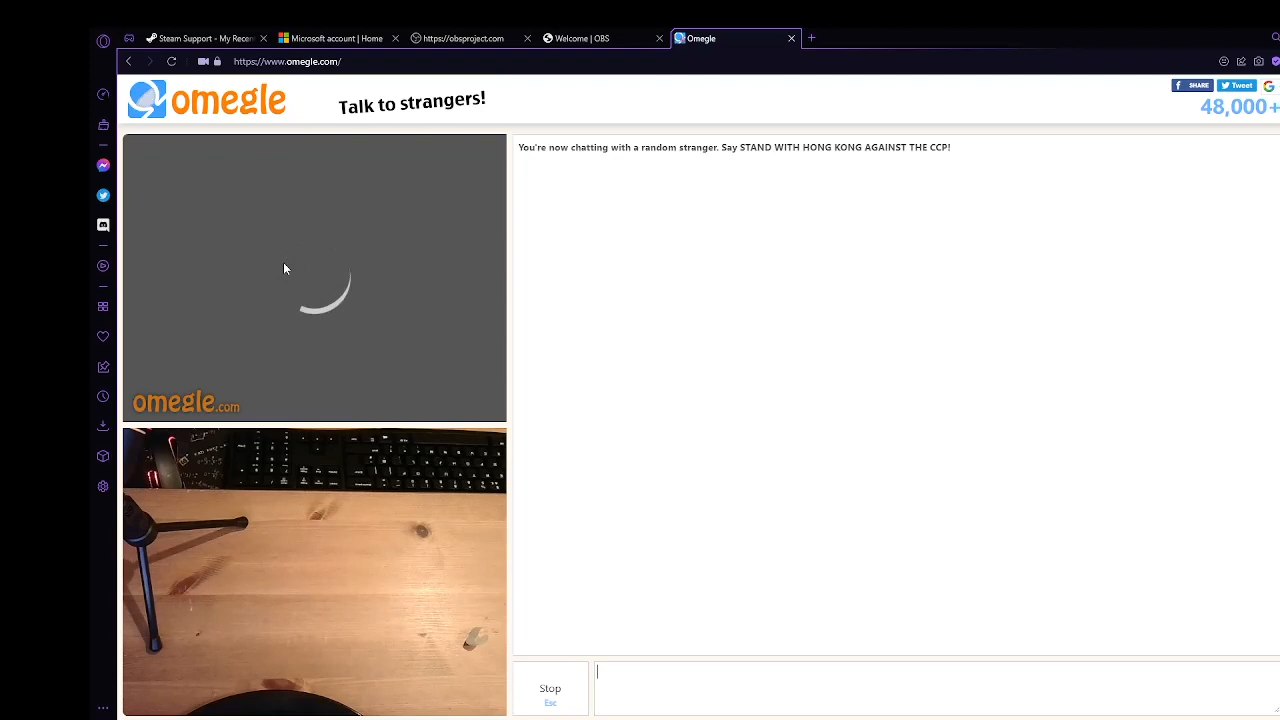 Steam Support - My Recen
Microsoft account | Home
https://obsproject.com
Welcome | OBS
Omegle
https://www.omegle.com/
omegle
Talk to strangers!
SHARE
Tweet
48,000+
You're now chatting with a random stranger. Say STAND WITH HONG KONG AGAINST THE CCP!
omegle.com
Stop
Esc